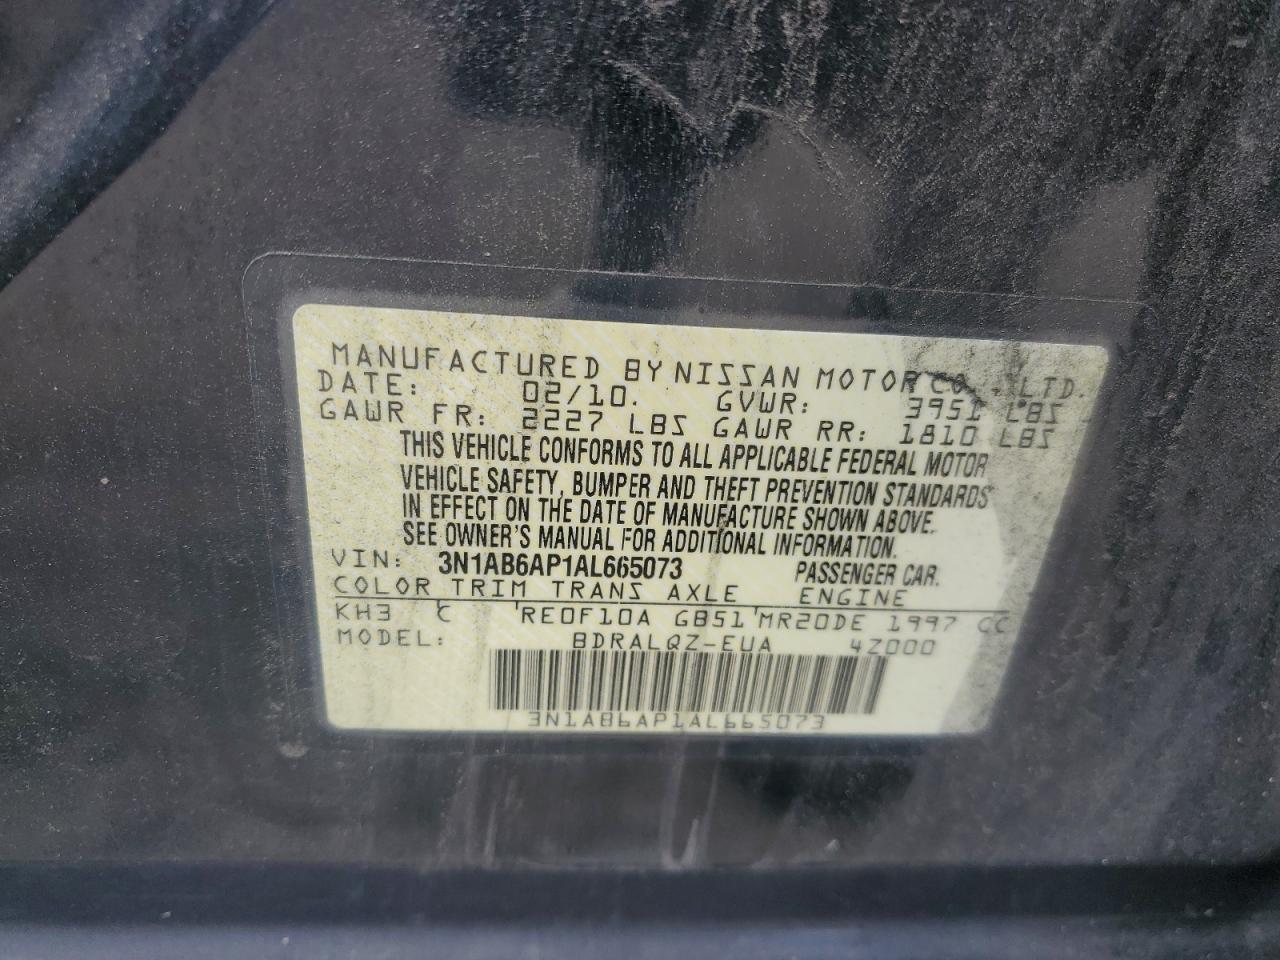 MANUFACTURED BY NISSAN MOTOR CO., LTD.
DATE: 02/10. GVWR: 3951 LBS
GAWR FR: 2227 LBS GAWR RR: 1810 LBS
THIS VEHICLE CONFORMS TO ALL APPLICABLE FEDERAL MOTOR
VEHICLE SAFETY, BUMPER AND THEFT PREVENTION STANDARDS
IN EFFECT ON THE DATE OF MANUFACTURE SHOWN ABOVE.
SEE OWNER'S MANUAL FOR ADDITIONAL INFORMATION.
VIN: 3N1AB6AP1AL665073 PASSENGER CAR.
COLOR TRIM TRANS AXLE ENGINE
KH3 C RE0F10A GB51 MR20DE 1997 CC
MODEL: BDRALQZ-EUA 4Z000
3N1AB6AP1AL665073